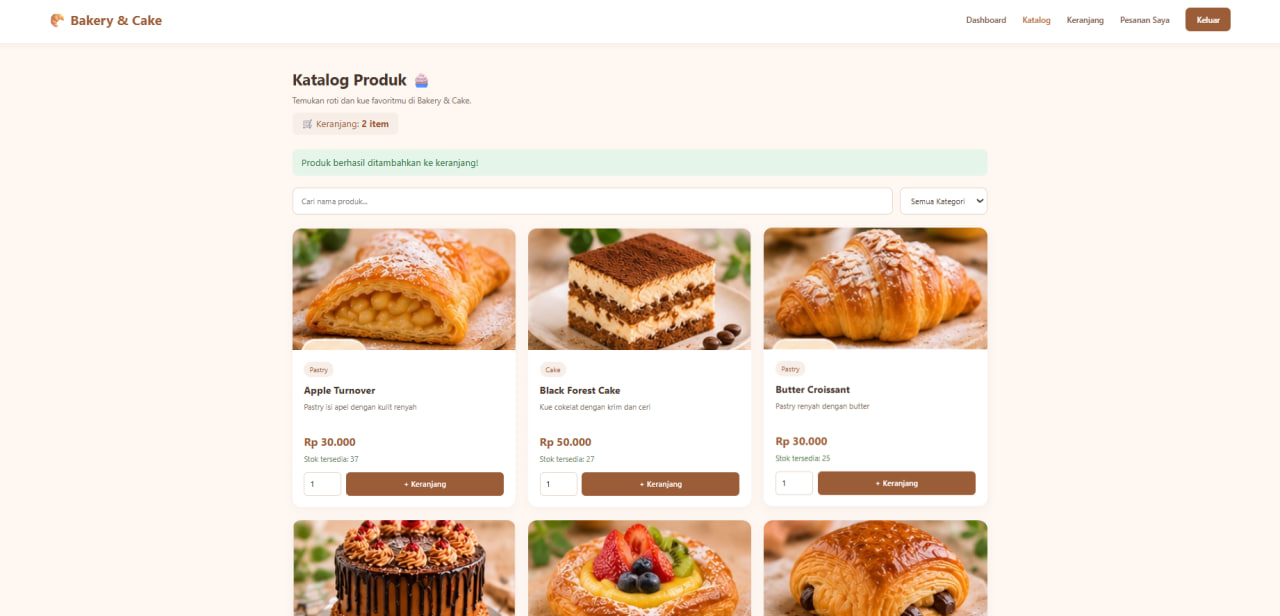 Bakery & Cake
Dashboard Katalog Keranjang Pesanan Saya Keluar
Katalog Produk
Temukan roti dan kue favoritmu di Bakery & Cake.
Keranjang: 2 item
Produk berhasil ditambahkan ke keranjang!
Cari nama produk...
Semua Kategori
Pastry
Apple Turnover
Pastry isi apel dengan kulit renyah
Rp 30.000
Stok tersedia: 37
1
+ Keranjang
Cake
Black Forest Cake
Kue cokelat dengan krim dan ceri
Rp 50.000
Stok tersedia: 27
1
+ Keranjang
Pastry
Butter Croissant
Pastry renyah dengan butter
Rp 30.000
Stok tersedia: 25
1
+ Keranjang